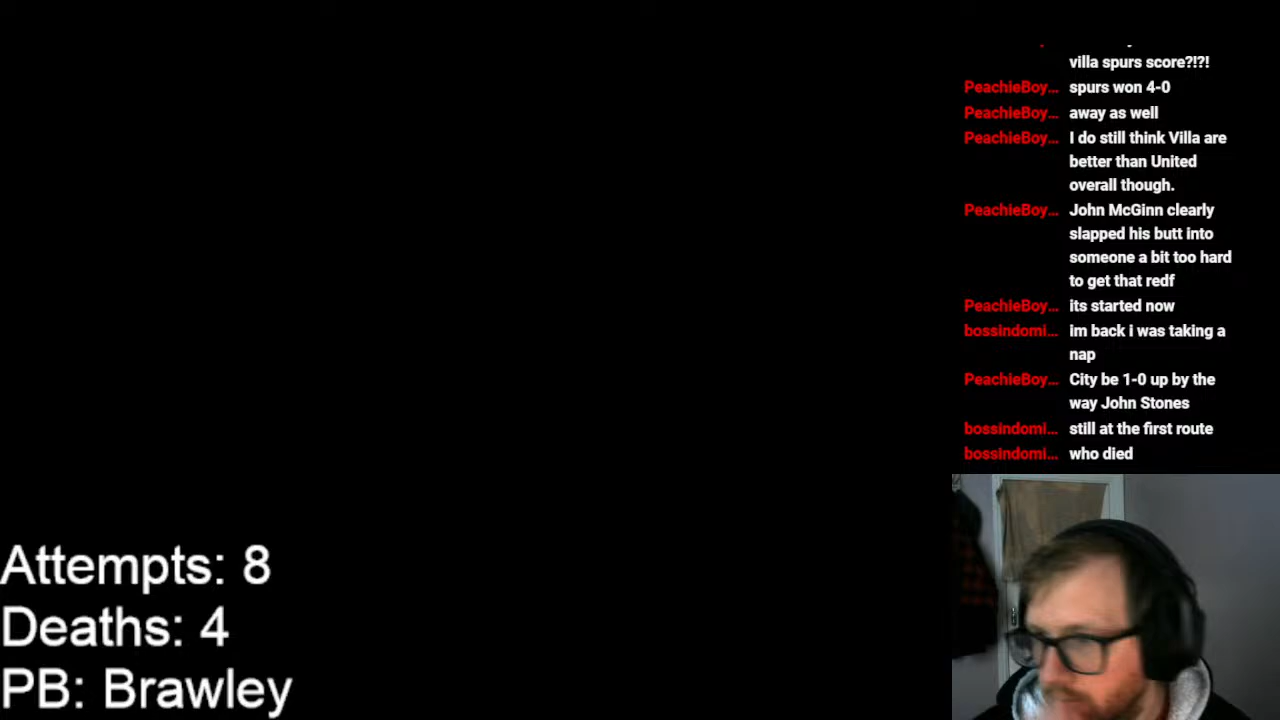 villa spurs score?!?!
PeachieBoy... spurs won 4-0
PeachieBoy... away as well
PeachieBoy... I do still think Villa are
better than United
overall though.
PeachieBoy... John McGinn clearly
slapped his butt into
someone a bit too hard
to get that redf
PeachieBoy... its started now
bossindomi... im back i was taking a
nap
PeachieBoy... City be 1-0 up by the
way John Stones
bossindomi... still at the first route
bossindomi... who died
Attempts: 8
Deaths: 4
PB: Brawley